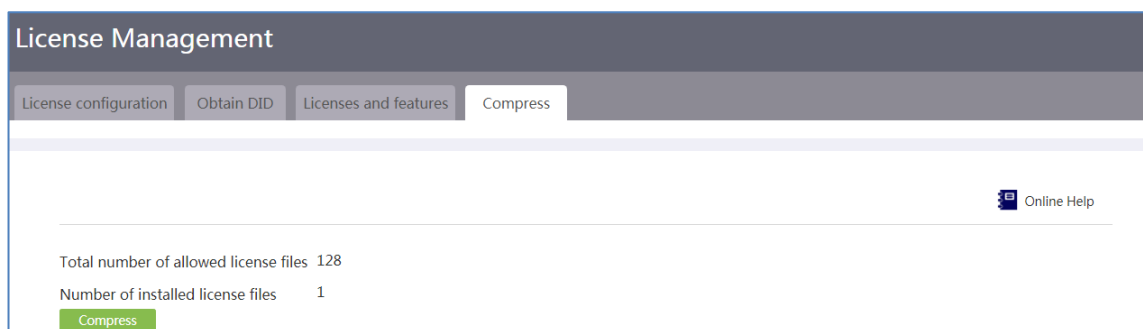 License Management
License configuration Obtain DID Licenses and features Compress
Online Help
Total number of allowed license files 128
Number of installed license files 1
Compress